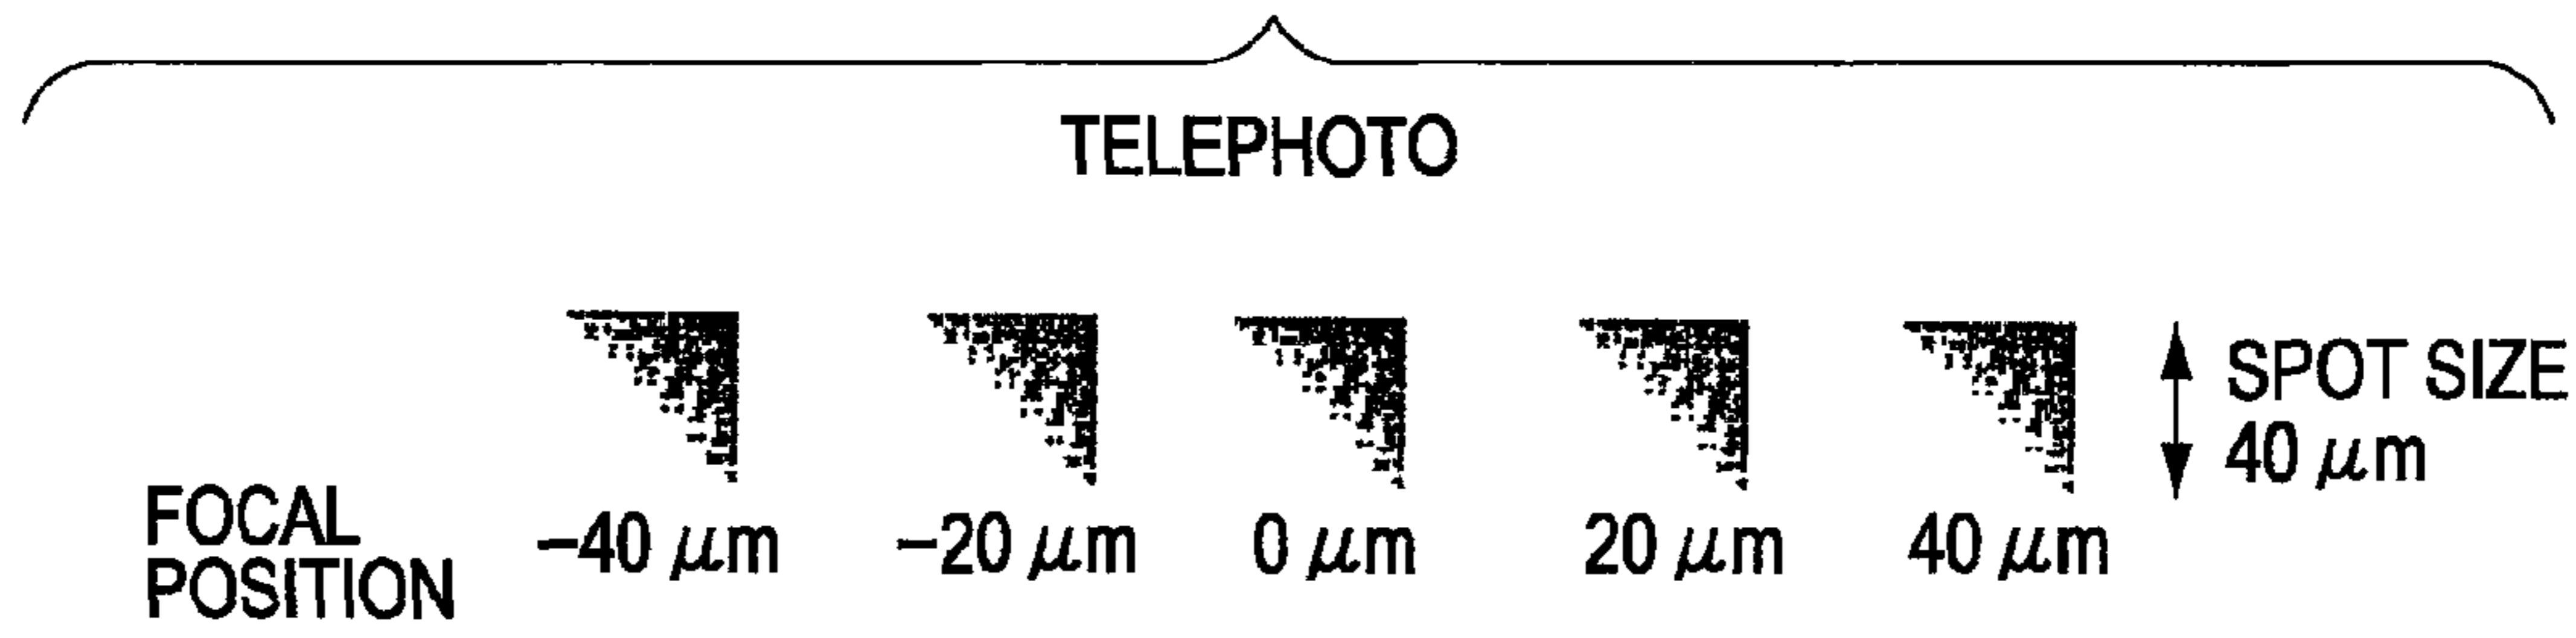 TELEPHOTO
SPOT SIZE
40 μm
FOCAL
POSITION
−40 μm −20 μm 0 μm 20 μm 40 μm